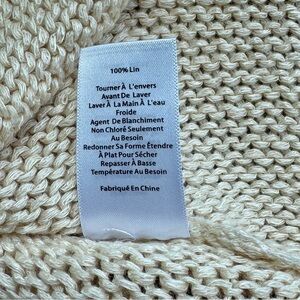 100% Lin
Tourner À L'envers
Avant De Laver
Laver À La Main À L'eau
Froide
Agent De Blanchiment
Non Chloré Seulement
Au Besoin
Redonner Sa Forme Étendre
À Plat Pour Sécher
Repasser À Basse
Température Au Besoin
Fabriqué En Chine